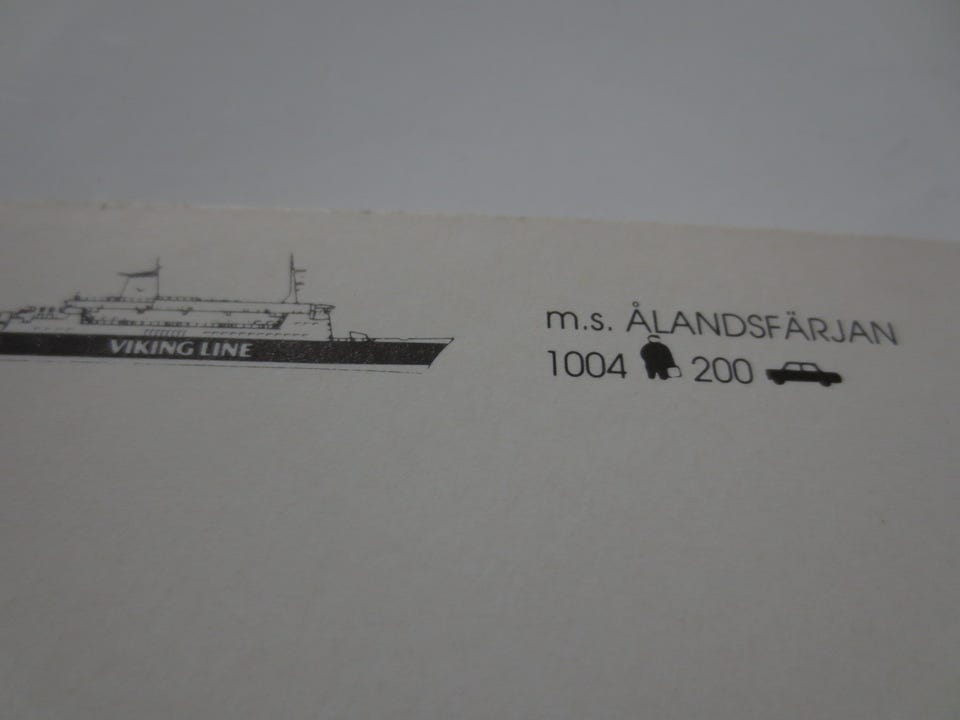 VIKING LINE
m.s. ÅLANDSFÄRJAN
1004 200